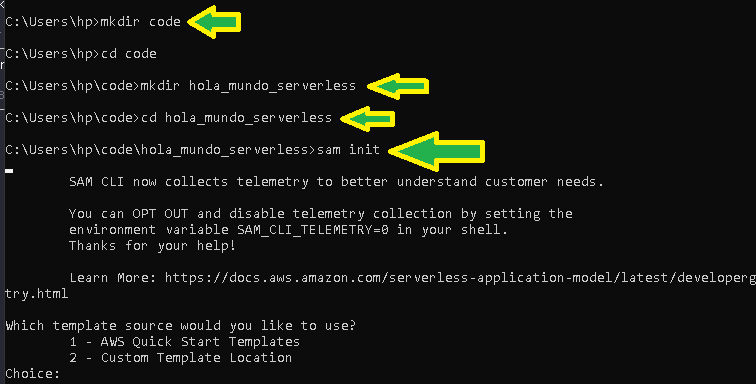 C:\Users\hp>mkdir code
C:\Users\hp>cd code
C:\Users\hp\code>mkdir hola_mundo_serverless
C:\Users\hp\code>cd hola_mundo_serverless
C:\Users\hp\code\hola_mundo_serverless>sam init
SAM CLI now collects telemetry to better understand customer needs.
You can OPT OUT and disable telemetry collection by setting the
environment variable SAM_CLI_TELEMETRY=0 in your shell.
Thanks for your help!
Learn More: https://docs.aws.amazon.com/serverless-application-model/latest/developerg
try.html
Which template source would you like to use?
1 - AWS Quick Start Templates
2 - Custom Template Location
Choice: